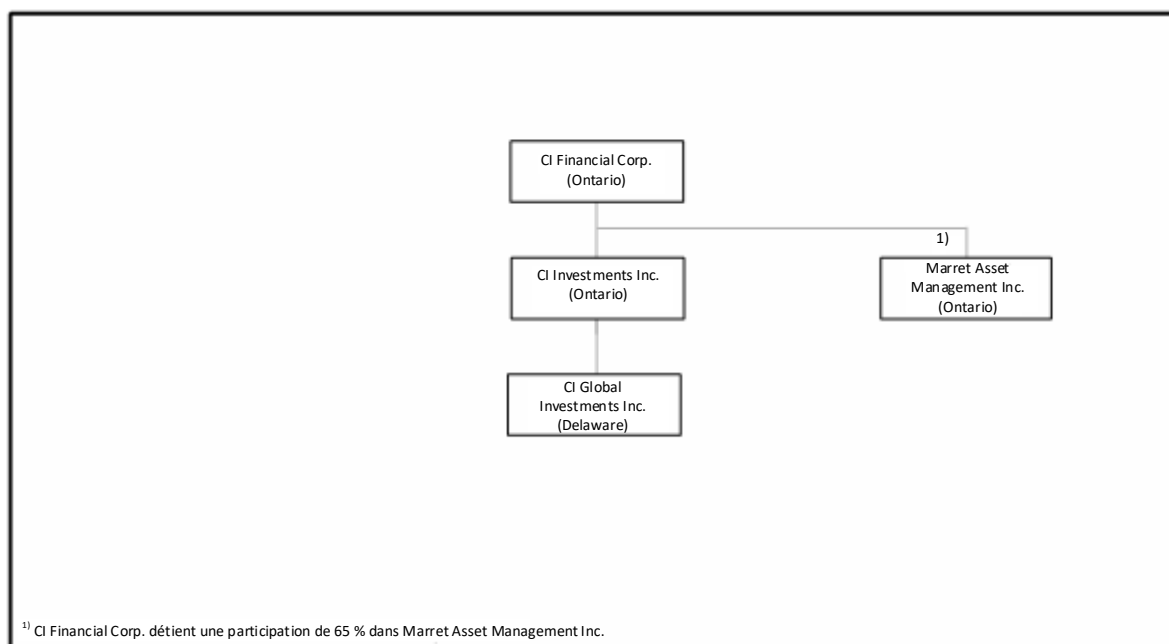 CI Financial Corp.
(Ontario)
1)
CI Investments Inc.
(Ontario)
Marret Asset
Management Inc.
(Ontario)
CI Global
Investments Inc.
(Delaware)
1) CI Financial Corp. détient une participation de 65 % dans Marret Asset Management Inc.